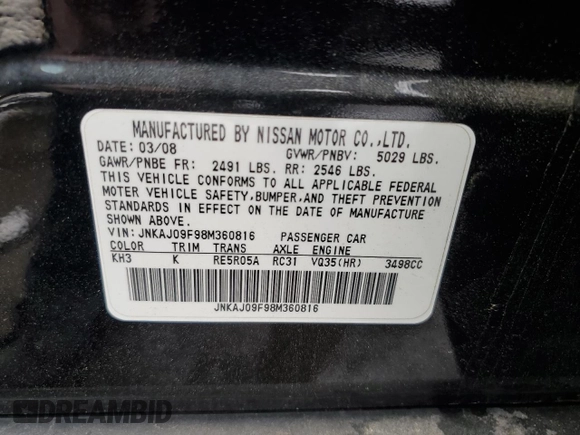 MANUFACTURED BY NISSAN MOTOR CO.,LTD.
DATE: 03/08 GVWR/PNBV: 5029 LBS.
GAWR/PNBE FR: 2491 LBS. RR: 2546 LBS.
THIS VEHICLE CONFORMS TO ALL APPLICABLE FEDERAL
MOTOR VEHICLE SAFETY,BUMPER,AND THEFT PREVENTION
STANDARDS IN EFFECT ON THE DATE OF MANUFACTURE
SHOWN ABOVE.
VIN: JNKAJ09F98M360816 PASSENGER CAR
COLOR TRIM TRANS AXLE ENGINE
KH3 K RE5R05A RC31 VQ35(HR) 3498CC
JNKAJ09F98M360816
DREAMBID